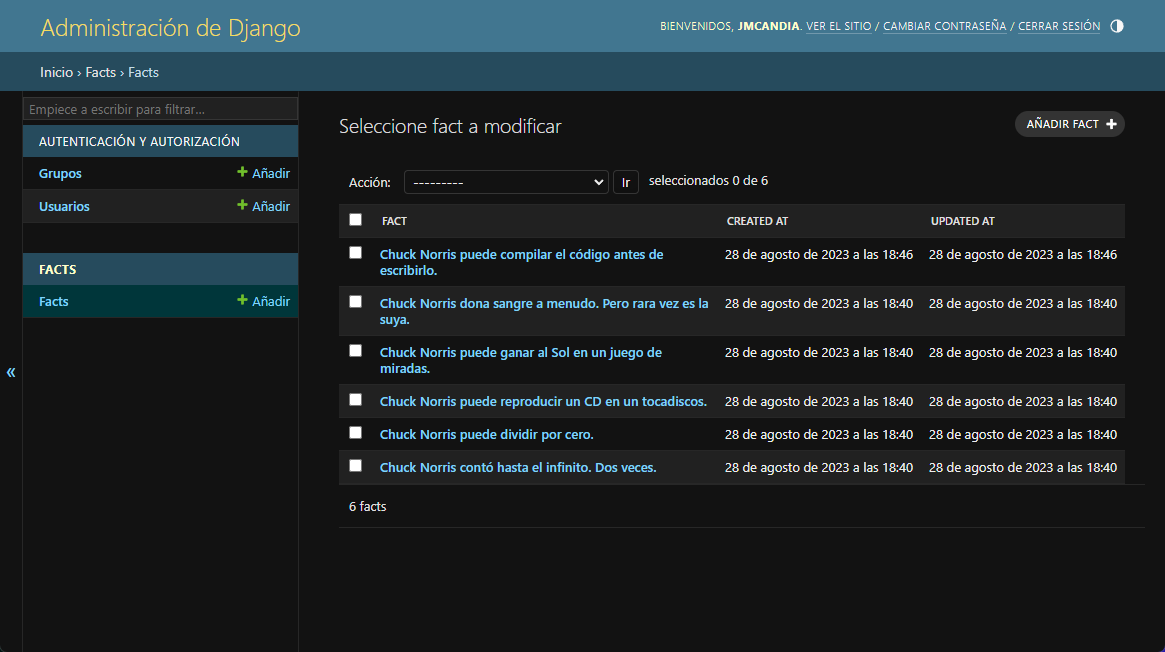 Administración de Django
BIENVENIDOS, JMCANDIA. VER EL SITIO / CAMBIAR CONTRASEÑA / CERRAR SESIÓN
Inicio › Facts › Facts
Empiece a escribir para filtrar...
AUTENTICACIÓN Y AUTORIZACIÓN
Grupos + Añadir
Usuarios + Añadir
FACTS
Facts + Añadir
«
Seleccione fact a modificar
AÑADIR FACT +
Acción: --------- Ir seleccionados 0 de 6
FACT CREATED AT UPDATED AT
Chuck Norris puede compilar el código antes de 28 de agosto de 2023 a las 18:46 28 de agosto de 2023 a las 18:46
escribirlo.
Chuck Norris dona sangre a menudo. Pero rara vez es la 28 de agosto de 2023 a las 18:40 28 de agosto de 2023 a las 18:40
suya.
Chuck Norris puede ganar al Sol en un juego de 28 de agosto de 2023 a las 18:40 28 de agosto de 2023 a las 18:40
miradas.
Chuck Norris puede reproducir un CD en un tocadiscos. 28 de agosto de 2023 a las 18:40 28 de agosto de 2023 a las 18:40
Chuck Norris puede dividir por cero. 28 de agosto de 2023 a las 18:40 28 de agosto de 2023 a las 18:40
Chuck Norris contó hasta el infinito. Dos veces. 28 de agosto de 2023 a las 18:40 28 de agosto de 2023 a las 18:40
6 facts